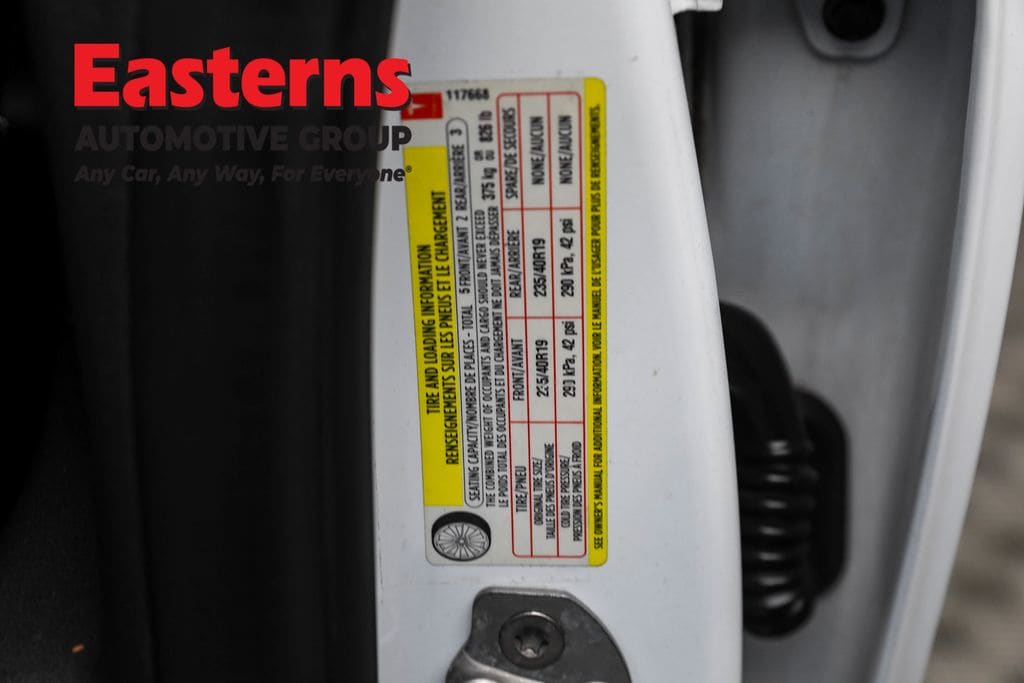 Easterns
AUTOMOTIVE GROUP
Any Car, Any Way, For Everyone®
117668
TIRE AND LOADING INFORMATION
RENSEIGNEMENTS SUR LES PNEUS ET LE CHARGEMENT
SEATING CAPACITY/NOMBRE DE PLACES - TOTAL 5 FRONT/AVANT 2 REAR/ARRIÈRE 3
THE COMBINED WEIGHT OF OCCUPANTS AND CARGO SHOULD NEVER EXCEED
LE POIDS TOTAL DES OCCUPANTS ET DU CHARGEMENT NE DOIT JAMAIS DÉPASSER
375 kg OR OU 826 lb
TIRE/PNEU FRONT/AVANT REAR/ARRIÈRE SPARE/DE SECOURS
ORIGINAL TIRE SIZE/
TAILLE DES PNEUS D'ORIGINE
235/40R19 235/40R19 NONE/AUCUN
COLD TIRE PRESSURE/
PRESSION DES PNEUS À FROID
290 kPa, 42 psi 290 kPa, 42 psi NONE/AUCUN
SEE OWNER'S MANUAL FOR ADDITIONAL INFORMATION. VOIR LE MANUEL DE L'USAGER POUR PLUS DE RENSEIGNEMENTS.